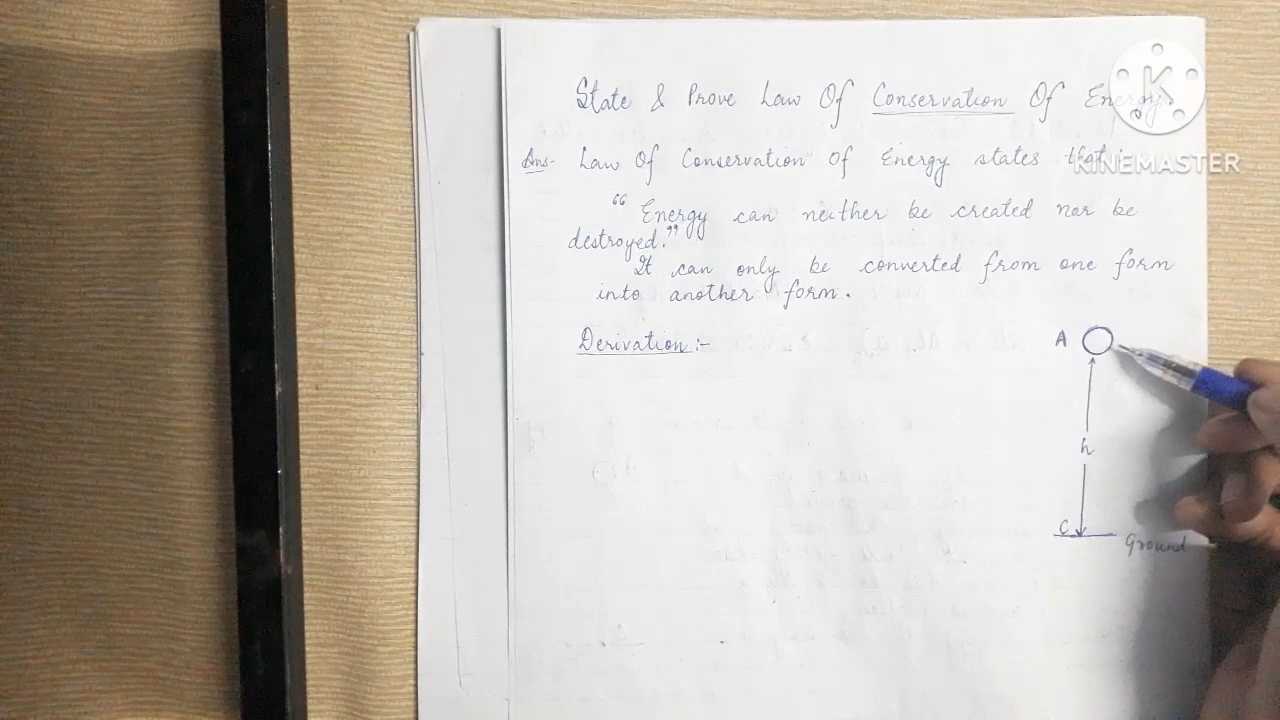 State & Prove Law Of Conservation Of Energy.
Ans- Law Of Conservation Of Energy states that :
“ Energy can neither be created nor be
destroyed.”
It can only be converted from one form
into another form.
Derivation :-
A
h
C
Ground
K
KINEMASTER